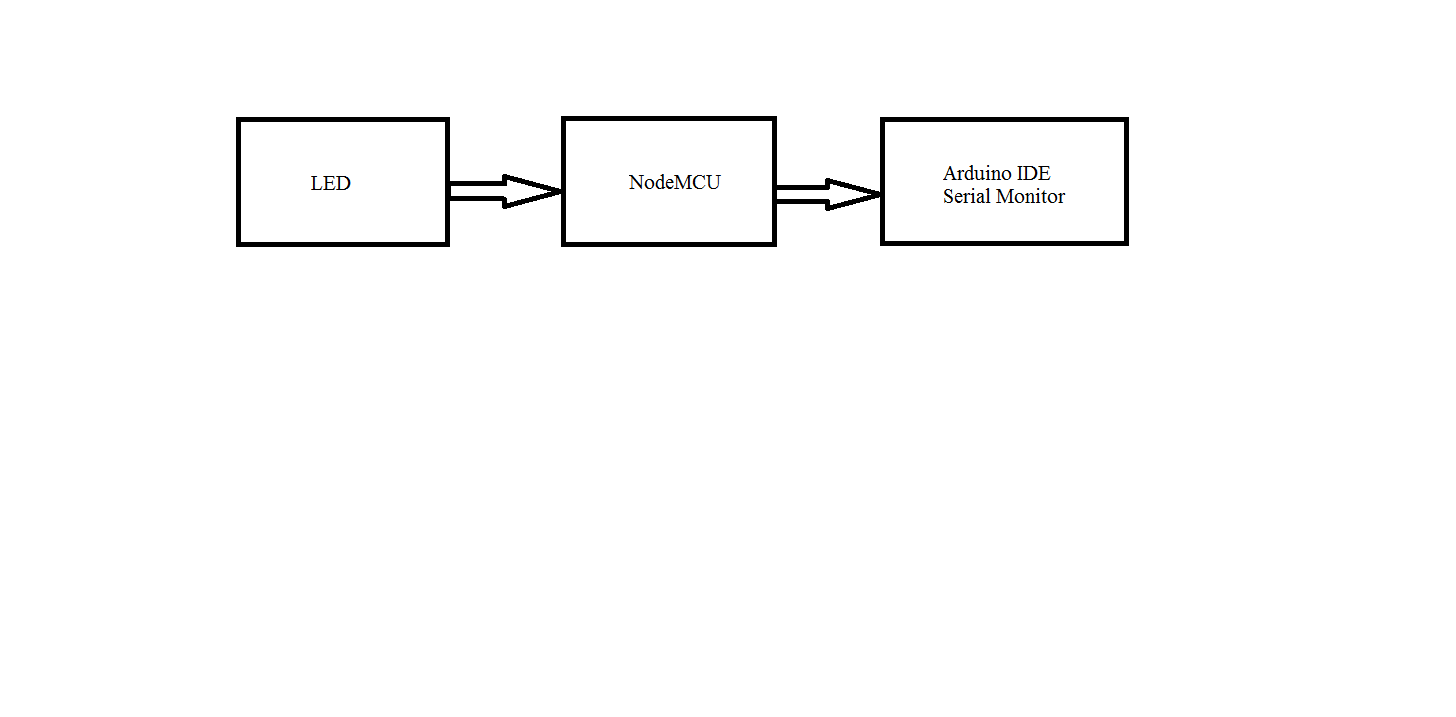 LED
NodeMCU
Arduino IDE
Serial Monitor